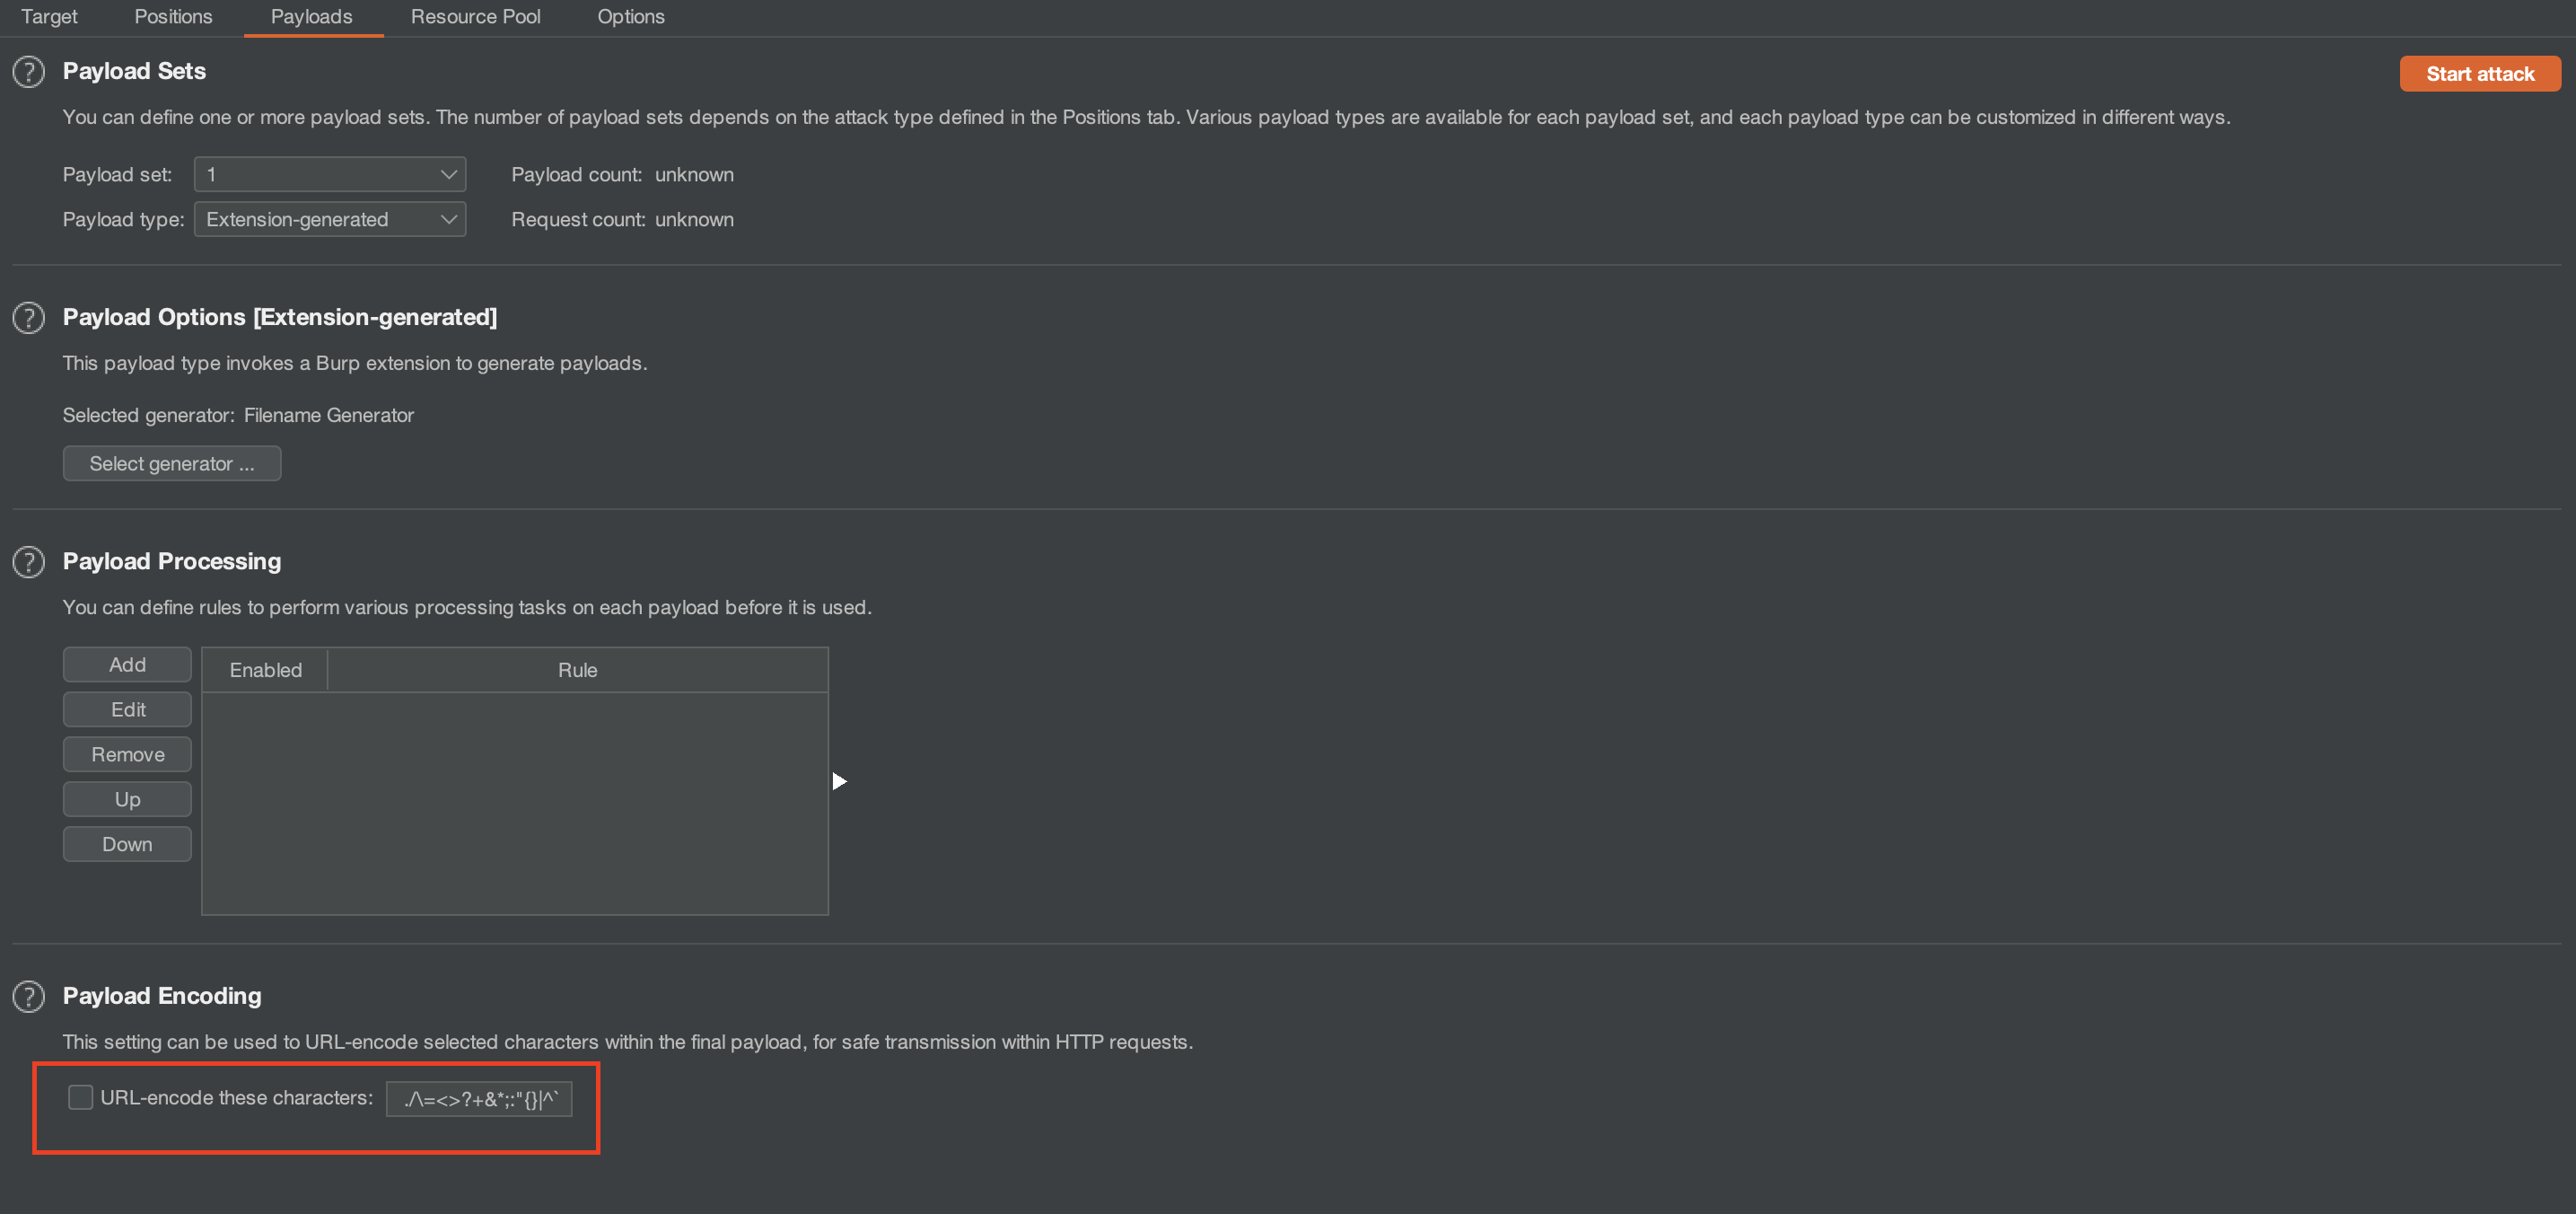 Target Positions Payloads Resource Pool Options
? Payload Sets
Start attack
You can define one or more payload sets. The number of payload sets depends on the attack type defined in the Positions tab. Various payload types are available for each payload set, and each payload type can be customized in different ways.
Payload set: 1 Payload count: unknown
Payload type: Extension-generated Request count: unknown
? Payload Options [Extension-generated]
This payload type invokes a Burp extension to generate payloads.
Selected generator: Filename Generator
Select generator ...
? Payload Processing
You can define rules to perform various processing tasks on each payload before it is used.
Add
Enabled Rule
Edit
Remove
Up
Down
? Payload Encoding
This setting can be used to URL-encode selected characters within the final payload, for safe transmission within HTTP requests.
URL-encode these characters: ./\=<>?+&*;:"{}|^`